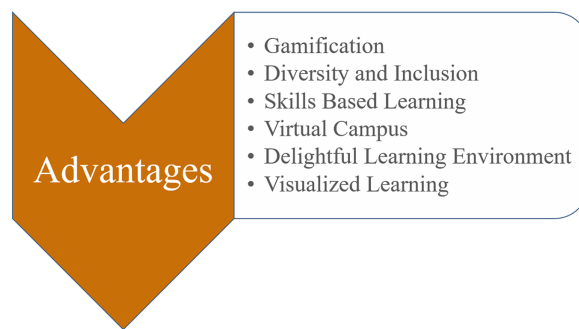 Advantages
• Gamification
• Diversity and Inclusion
• Skills Based Learning
• Virtual Campus
• Delightful Learning Environment
• Visualized Learning